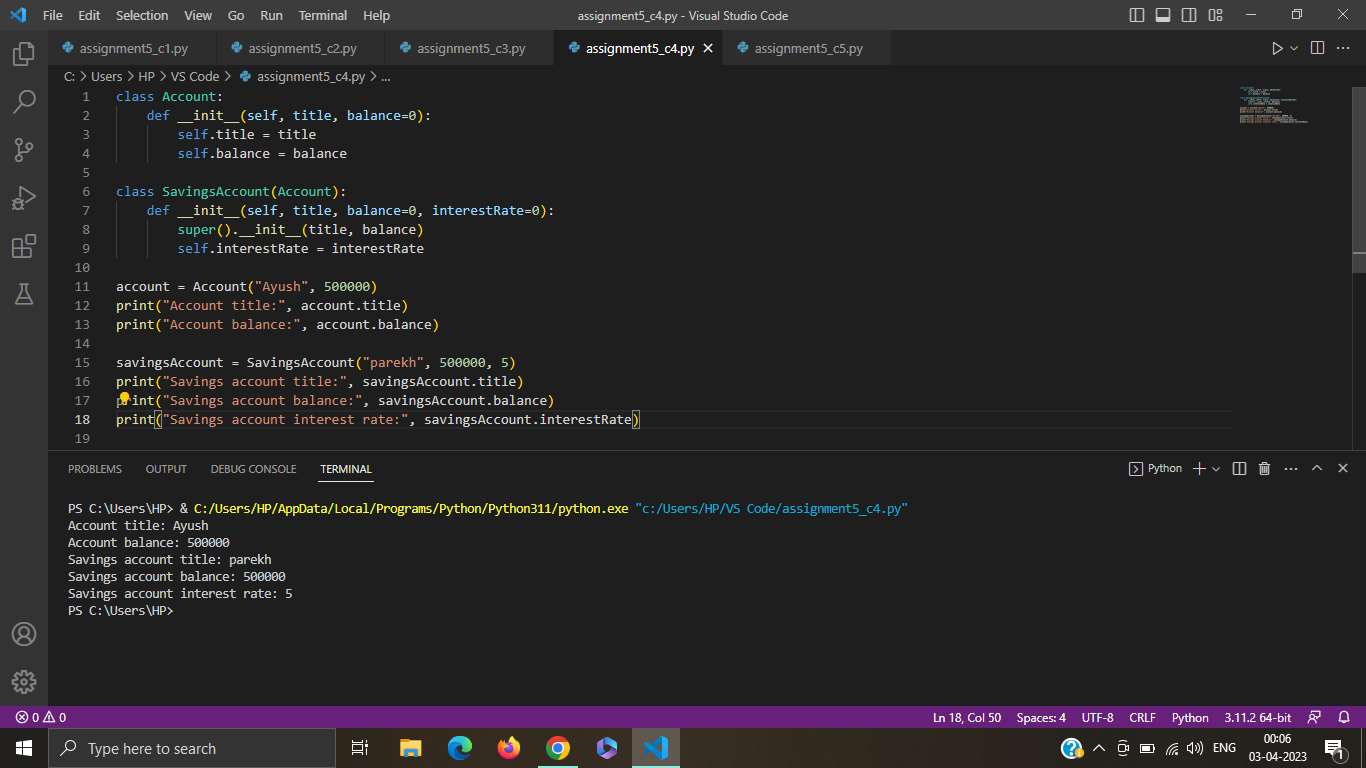 File Edit Selection View Go Run Terminal Help assignment5_c4.py - Visual Studio Code
assignment5_c1.py assignment5_c2.py assignment5_c3.py assignment5_c4.py assignment5_c5.py
C: > Users > HP > VS Code > assignment5_c4.py > ...
1 class Account:
2     def __init__(self, title, balance=0):
3         self.title = title
4         self.balance = balance
5
6 class SavingsAccount(Account):
7     def __init__(self, title, balance=0, interestRate=0):
8         super().__init__(title, balance)
9         self.interestRate = interestRate
10
11 account = Account("Ayush", 500000)
12 print("Account title:", account.title)
13 print("Account balance:", account.balance)
14
15 savingsAccount = SavingsAccount("parekh", 500000, 5)
16 print("Savings account title:", savingsAccount.title)
17 print("Savings account balance:", savingsAccount.balance)
18 print("Savings account interest rate:", savingsAccount.interestRate)
19
PROBLEMS OUTPUT DEBUG CONSOLE TERMINAL Python
PS C:\Users\HP> & C:/Users/HP/AppData/Local/Programs/Python/Python311/python.exe "c:/Users/HP/VS Code/assignment5_c4.py"
Account title: Ayush
Account balance: 500000
Savings account title: parekh
Savings account balance: 500000
Savings account interest rate: 5
PS C:\Users\HP>
0 0 Ln 18, Col 50 Spaces: 4 UTF-8 CRLF Python 3.11.2 64-bit
Type here to search ENG 00:06
03-04-2023 1